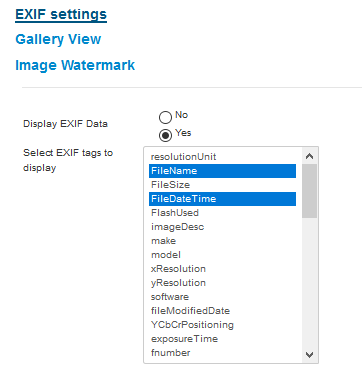 EXIF settings
Gallery View
Image Watermark
Display EXIF Data
No
Yes
Select EXIF tags to
display
resolutionUnit
FileName
FileSize
FileDateTime
FlashUsed
imageDesc
make
model
xResolution
yResolution
software
fileModifiedDate
YCbCrPositioning
exposureTime
fnumber